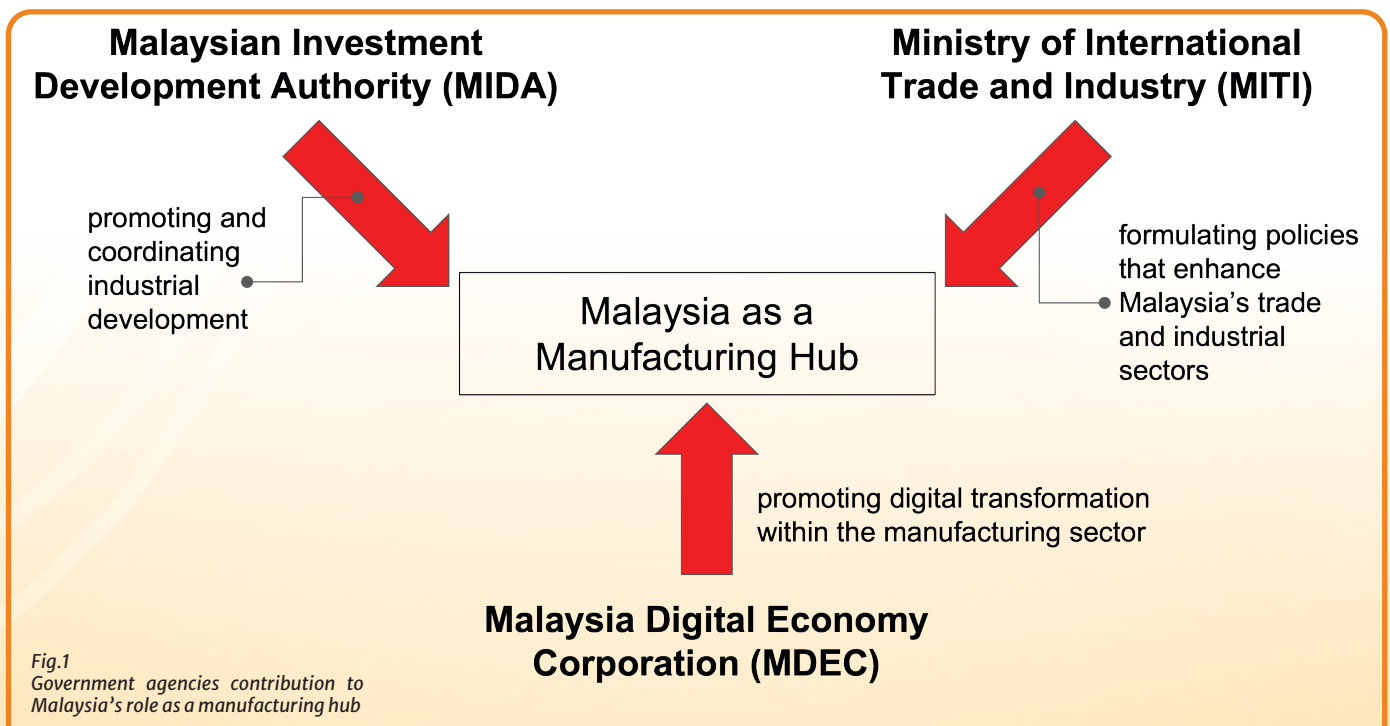 Malaysian Investment
Development Authority (MIDA)
Ministry of International
Trade and Industry (MITI)
promoting and
coordinating
industrial
development
formulating policies
that enhance
Malaysia’s trade
and industrial
sectors
Malaysia as a
Manufacturing Hub
promoting digital transformation
within the manufacturing sector
Malaysia Digital Economy
Corporation (MDEC)
Fig.1
Government agencies contribution to
Malaysia’s role as a manufacturing hub